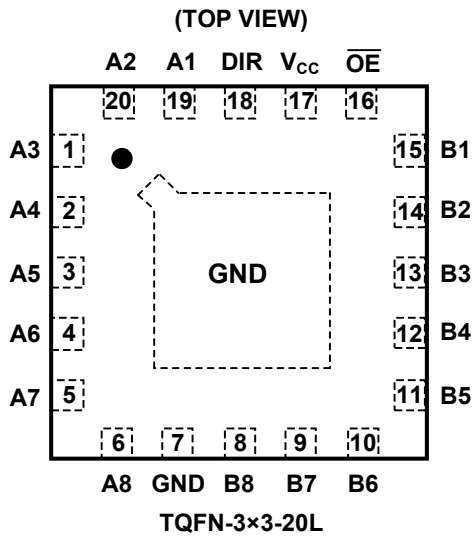 (TOP VIEW)
A2 A1 DIR VCC OE
20 19 18 17 16
A3 1 15 B1
A4 2 14 B2
A5 3 GND 13 B3
A6 4 12 B4
A7 5 11 B5
6 7 8 9 10
A8 GND B8 B7 B6
TQFN-3×3-20L